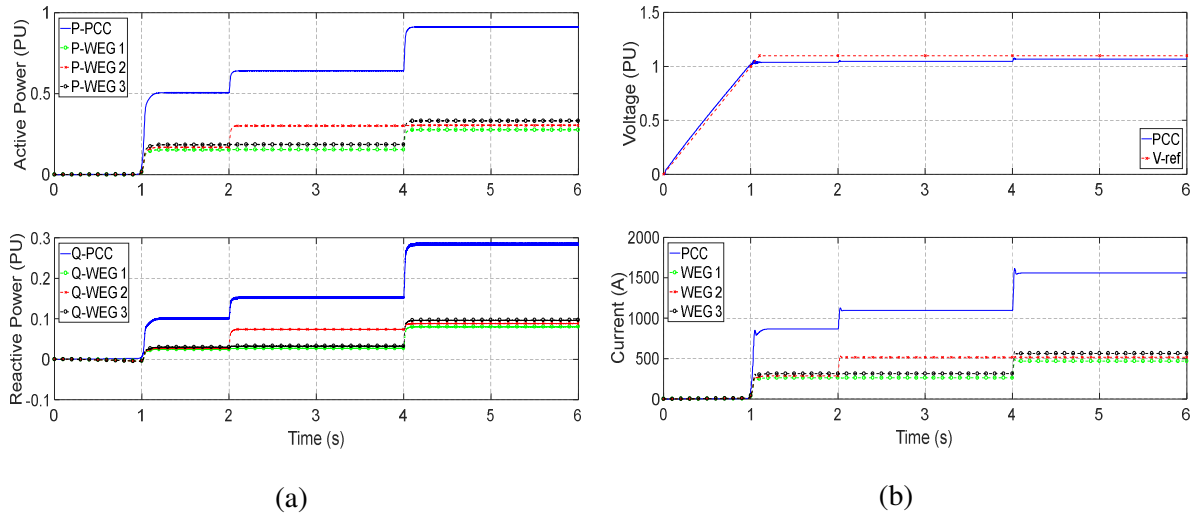 Active Power (PU)
1
0.5
0
P-PCC
P-WEG 1
P-WEG 2
P-WEG 3
0 1 2 3 4 5 6
Reactive Power (PU)
0.3
0.2
0.1
0
-0.1
Q-PCC
Q-WEG 1
Q-WEG 2
Q-WEG 3
0 1 2 3 4 5 6
Time (s)
(a)
Voltage (PU)
1.5
1
0.5
0
PCC
V-ref
0 1 2 3 4 5 6
Current (A)
2000
1500
1000
500
0
PCC
WEG 1
WEG 2
WEG 3
0 1 2 3 4 5 6
Time (s)
(b)